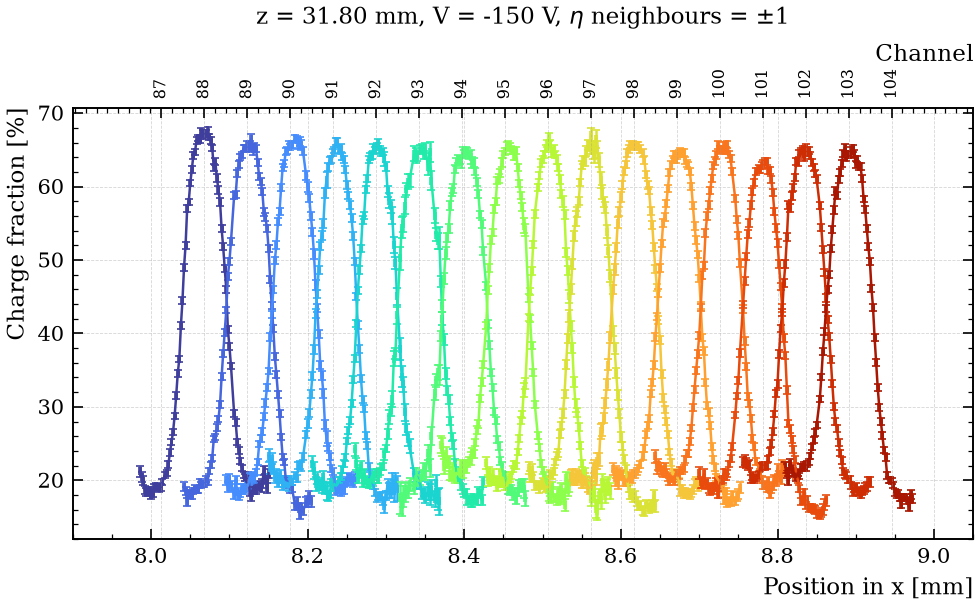 z = 31.80 mm, V = -150 V, η neighbours = ±1
Channel
87 88 89 90 91 92 93 94 95 96 97 98 99 100 101 102 103 104
Charge fraction [%]
70
60
50
40
30
20
8.0 8.2 8.4 8.6 8.8 9.0
Position in x [mm]